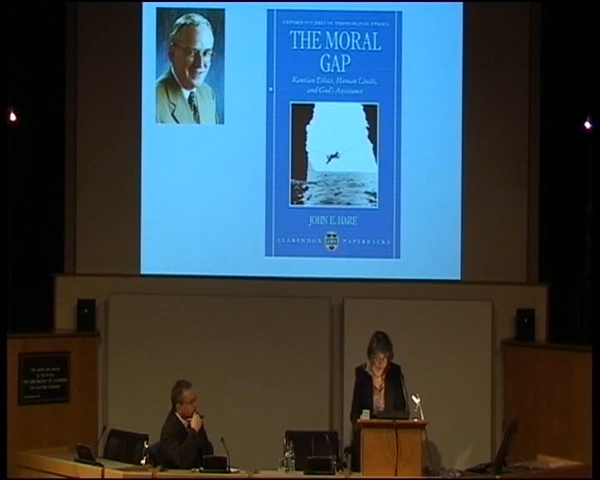 OXFORD STUDIES IN THEOLOGICAL ETHICS
THE MORAL
GAP
Kantian Ethics, Human Limits,
and God's Assistance
JOHN E. HARE
CLARENDON PAPERBACKS